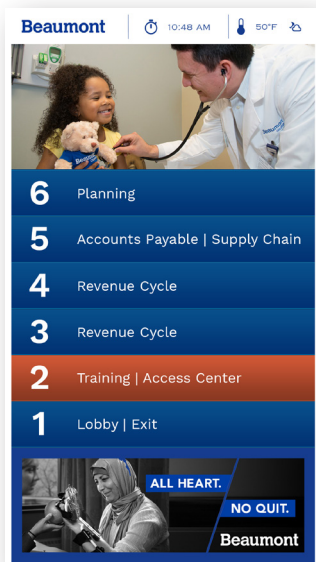 Beaumont
10:48 AM
50°F
Beaumont
6 Planning
5 Accounts Payable | Supply Chain
4 Revenue Cycle
3 Revenue Cycle
2 Training | Access Center
1 Lobby | Exit
ALL HEART.
NO QUIT.
Beaumont